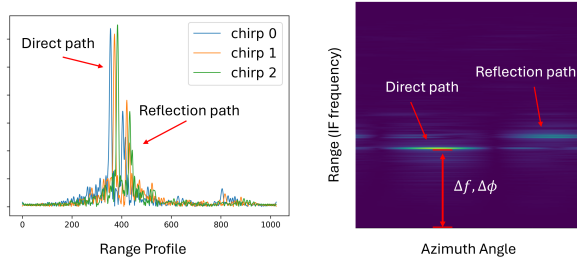 Direct path
Reflection path
chirp 0
chirp 1
chirp 2
0
200
400
600
800
1000
Range Profile
Range (IF frequency)
Direct path
Reflection path
Δf, Δϕ
Azimuth Angle